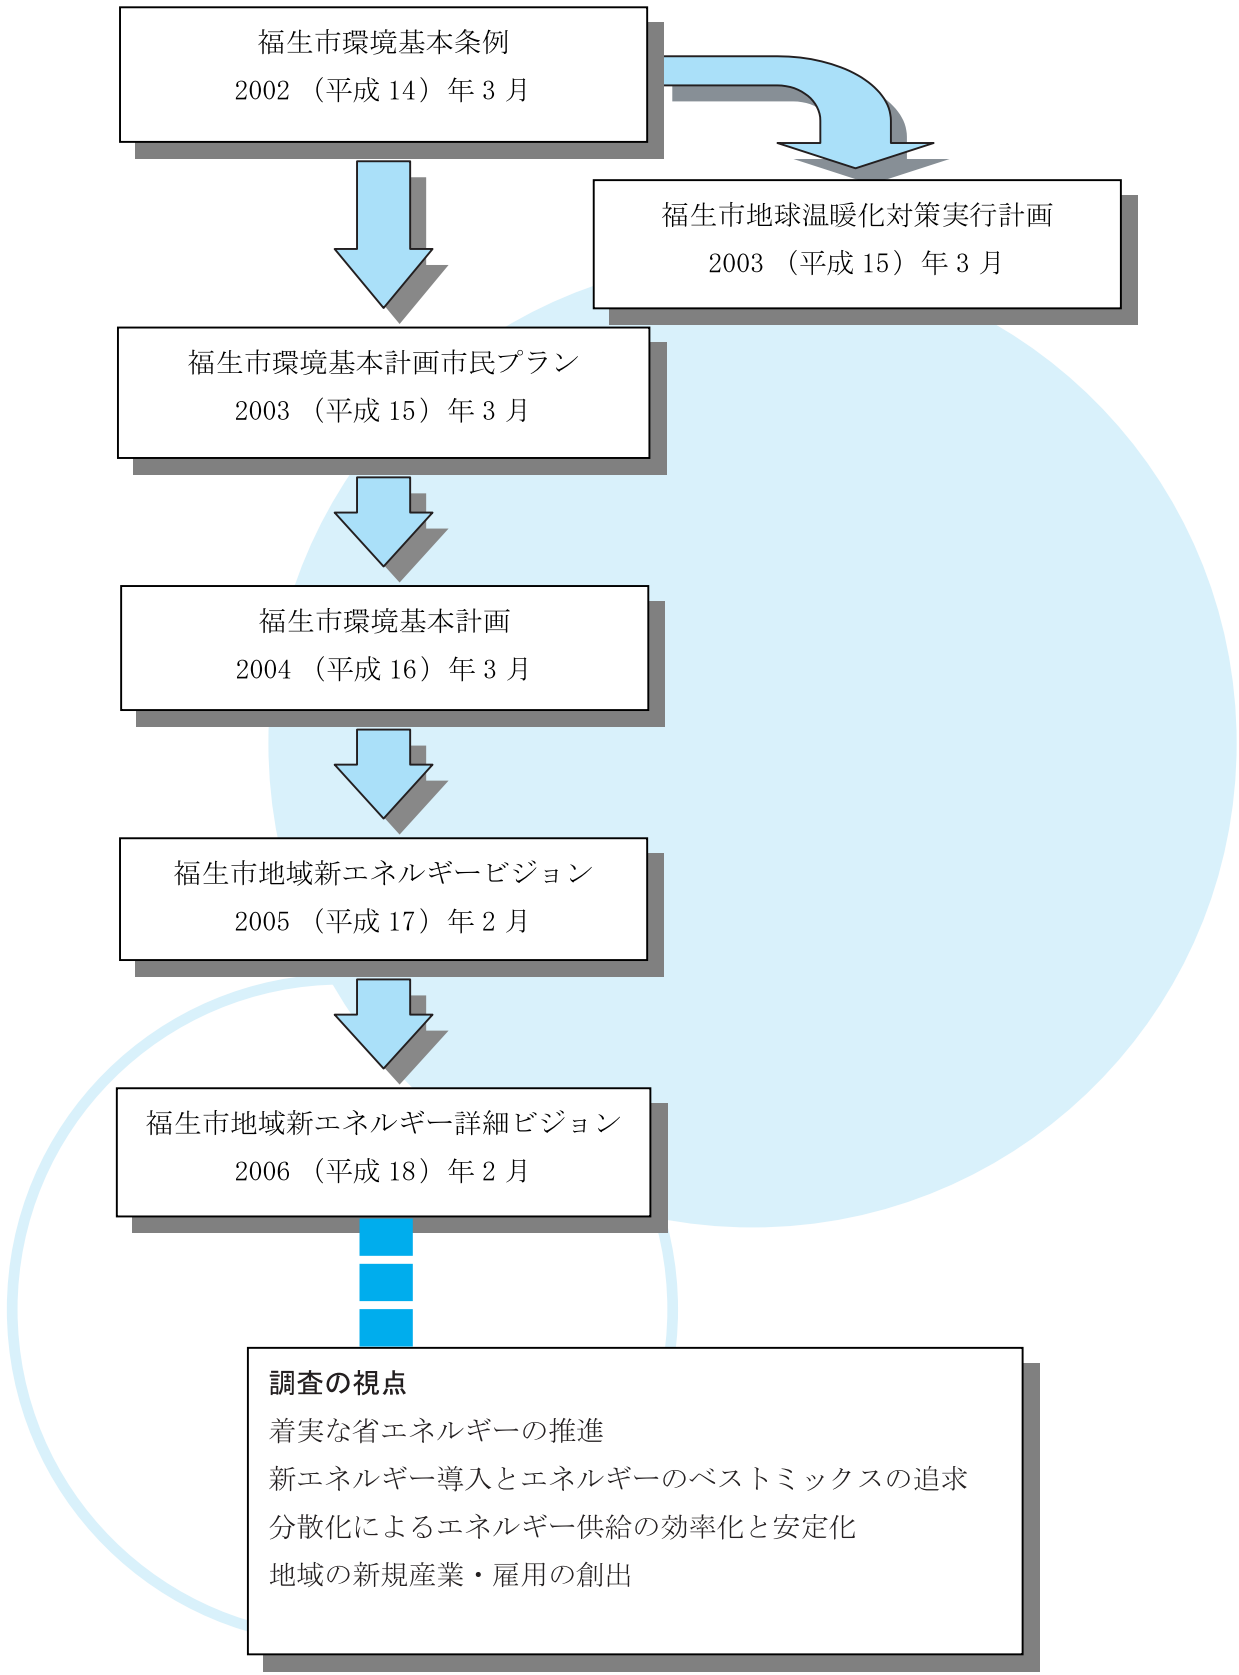 福生市環境基本条例
2002 （平成 14） 年 3 月
福生市地球温暖化対策実行計画
2003 （平成 15） 年 3 月
福生市環境基本計画市民プラン
2003 （平成 15） 年 3 月
福生市環境基本計画
2004 （平成 16） 年 3 月
福生市地域新エネルギービジョン
2005 （平成 17） 年 2 月
福生市地域新エネルギー詳細ビジョン
2006 （平成 18） 年 2 月
調査の視点
着実な省エネルギーの推進
新エネルギー導入とエネルギーのベストミックスの追求
分散化によるエネルギー供給の効率化と安定化
地域の新規産業・雇用の創出